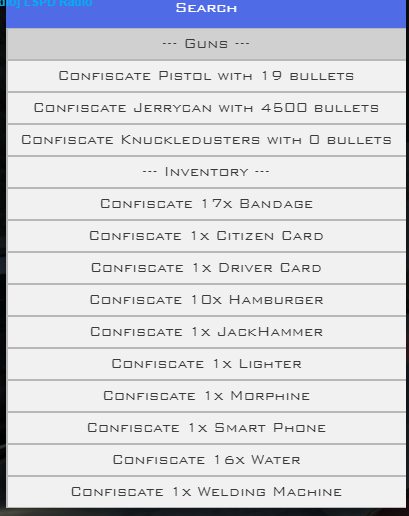 dio] LSPD Radio
Search
--- Guns ---
Confiscate Pistol with 19 bullets
Confiscate Jerrycan with 4500 bullets
Confiscate Knuckledusters with 0 bullets
--- Inventory ---
Confiscate 17x Bandage
Confiscate 1x Citizen Card
Confiscate 1x Driver Card
Confiscate 10x Hamburger
Confiscate 1x JackHammer
Confiscate 1x Lighter
Confiscate 1x Morphine
Confiscate 1x Smart Phone
Confiscate 16x Water
Confiscate 1x Welding Machine